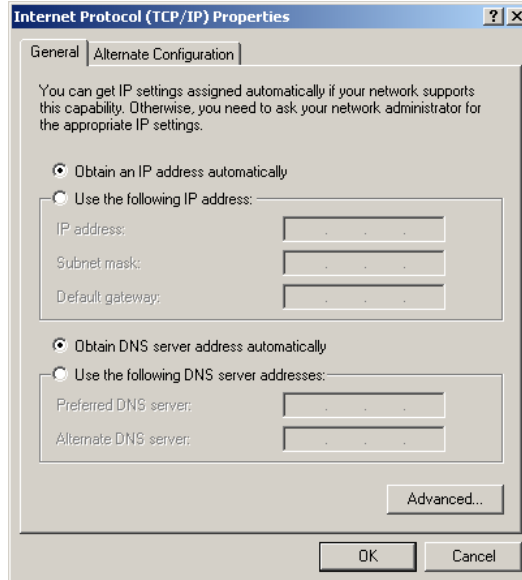 Internet Protocol (TCP/IP) Properties
General
Alternate Configuration
You can get IP settings assigned automatically if your network supports
this capability. Otherwise, you need to ask your network administrator for
the appropriate IP settings.
Obtain an IP address automatically
Use the following IP address:
IP address:
Subnet mask:
Default gateway:
Obtain DNS server address automatically
Use the following DNS server addresses:
Preferred DNS server:
Alternate DNS server:
Advanced...
OK
Cancel